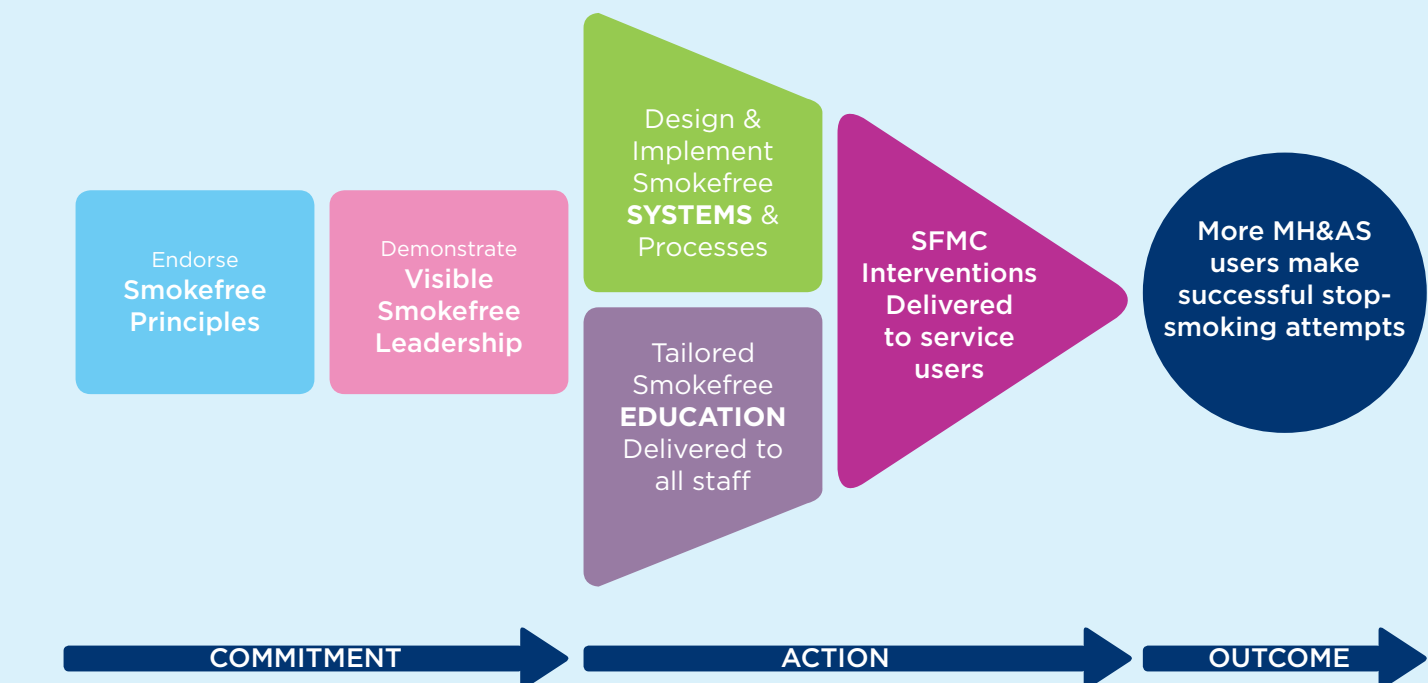 Endorse
Smokefree
Principles
Demonstrate
Visible
Smokefree
Leadership
Design &
Implement
Smokefree
SYSTEMS &
Processes
Tailored
Smokefree
EDUCATION
Delivered to
all staff
SFMC
Interventions
Delivered
to service
users
More MH&AS
users make
successful stop-
smoking attempts
COMMITMENT
ACTION
OUTCOME